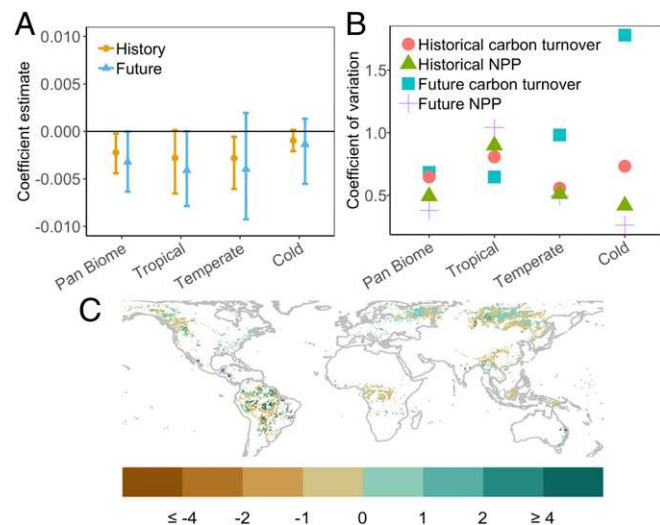 A
0.010
0.005
0.000
-0.005
-0.010
Coefficient estimate
History
Future
Pan Biome
Tropical
Temperate
Cold
B
1.5
1.0
0.5
Coefficient of variation
Historical carbon turnover
Historical NPP
Future carbon turnover
Future NPP
Pan Biome
Tropical
Temperate
Cold
C
≤ -4 -2 -1 0 1 2 ≥ 4